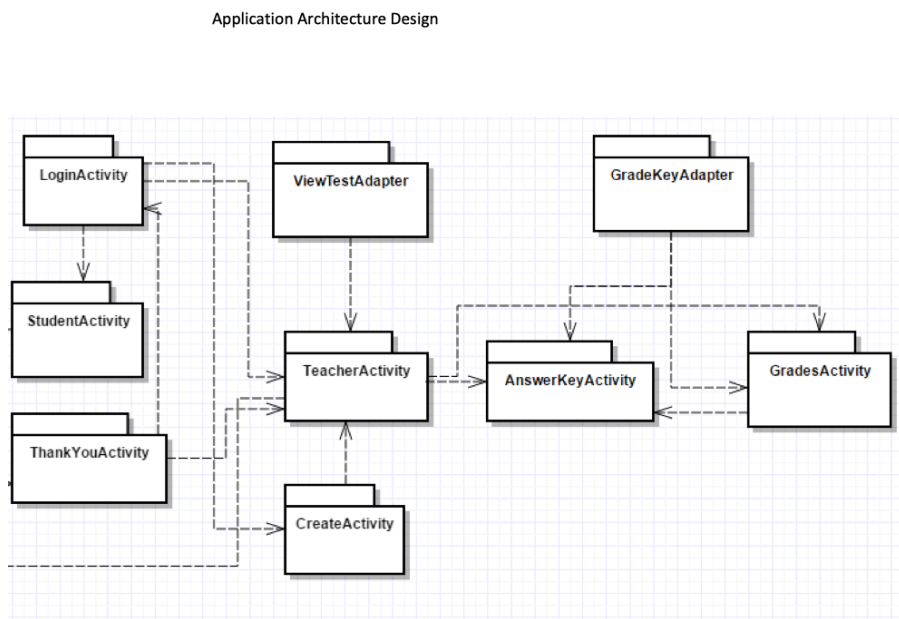 Application Architecture Design
LoginActivity
ViewTestAdapter
GradeKeyAdapter
StudentActivity
TeacherActivity
AnswerKeyActivity
GradesActivity
ThankYouActivity
CreateActivity